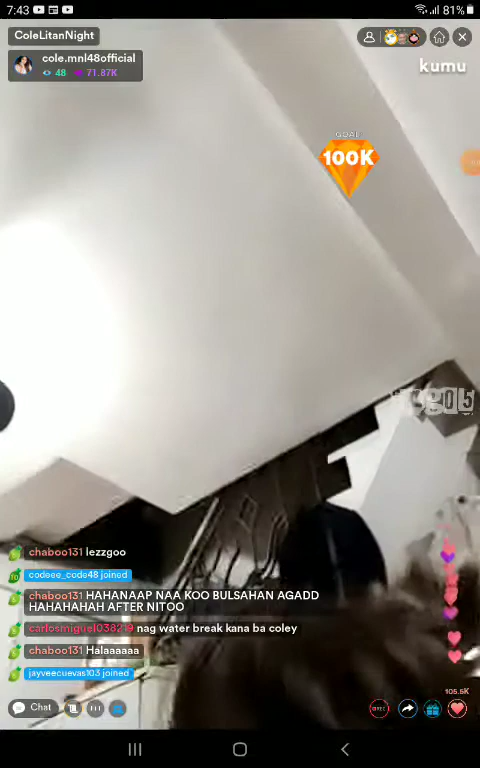 7:43
81%
ColeLitanNight
cole.mnl48official
48 71.87K
kumu
GOAL:
100K
chaboo131 lezzgoo
codeee_code48 joined
chaboo131 HAHANAAP NAA KOO BULSAHAN AGADD
HAHAHAHAH AFTER NITOO
carlosmiguel038219 nag water break kana ba coley
chaboo131 Halaaaaaa
jayveecuevas103 joined
105.5K
Chat